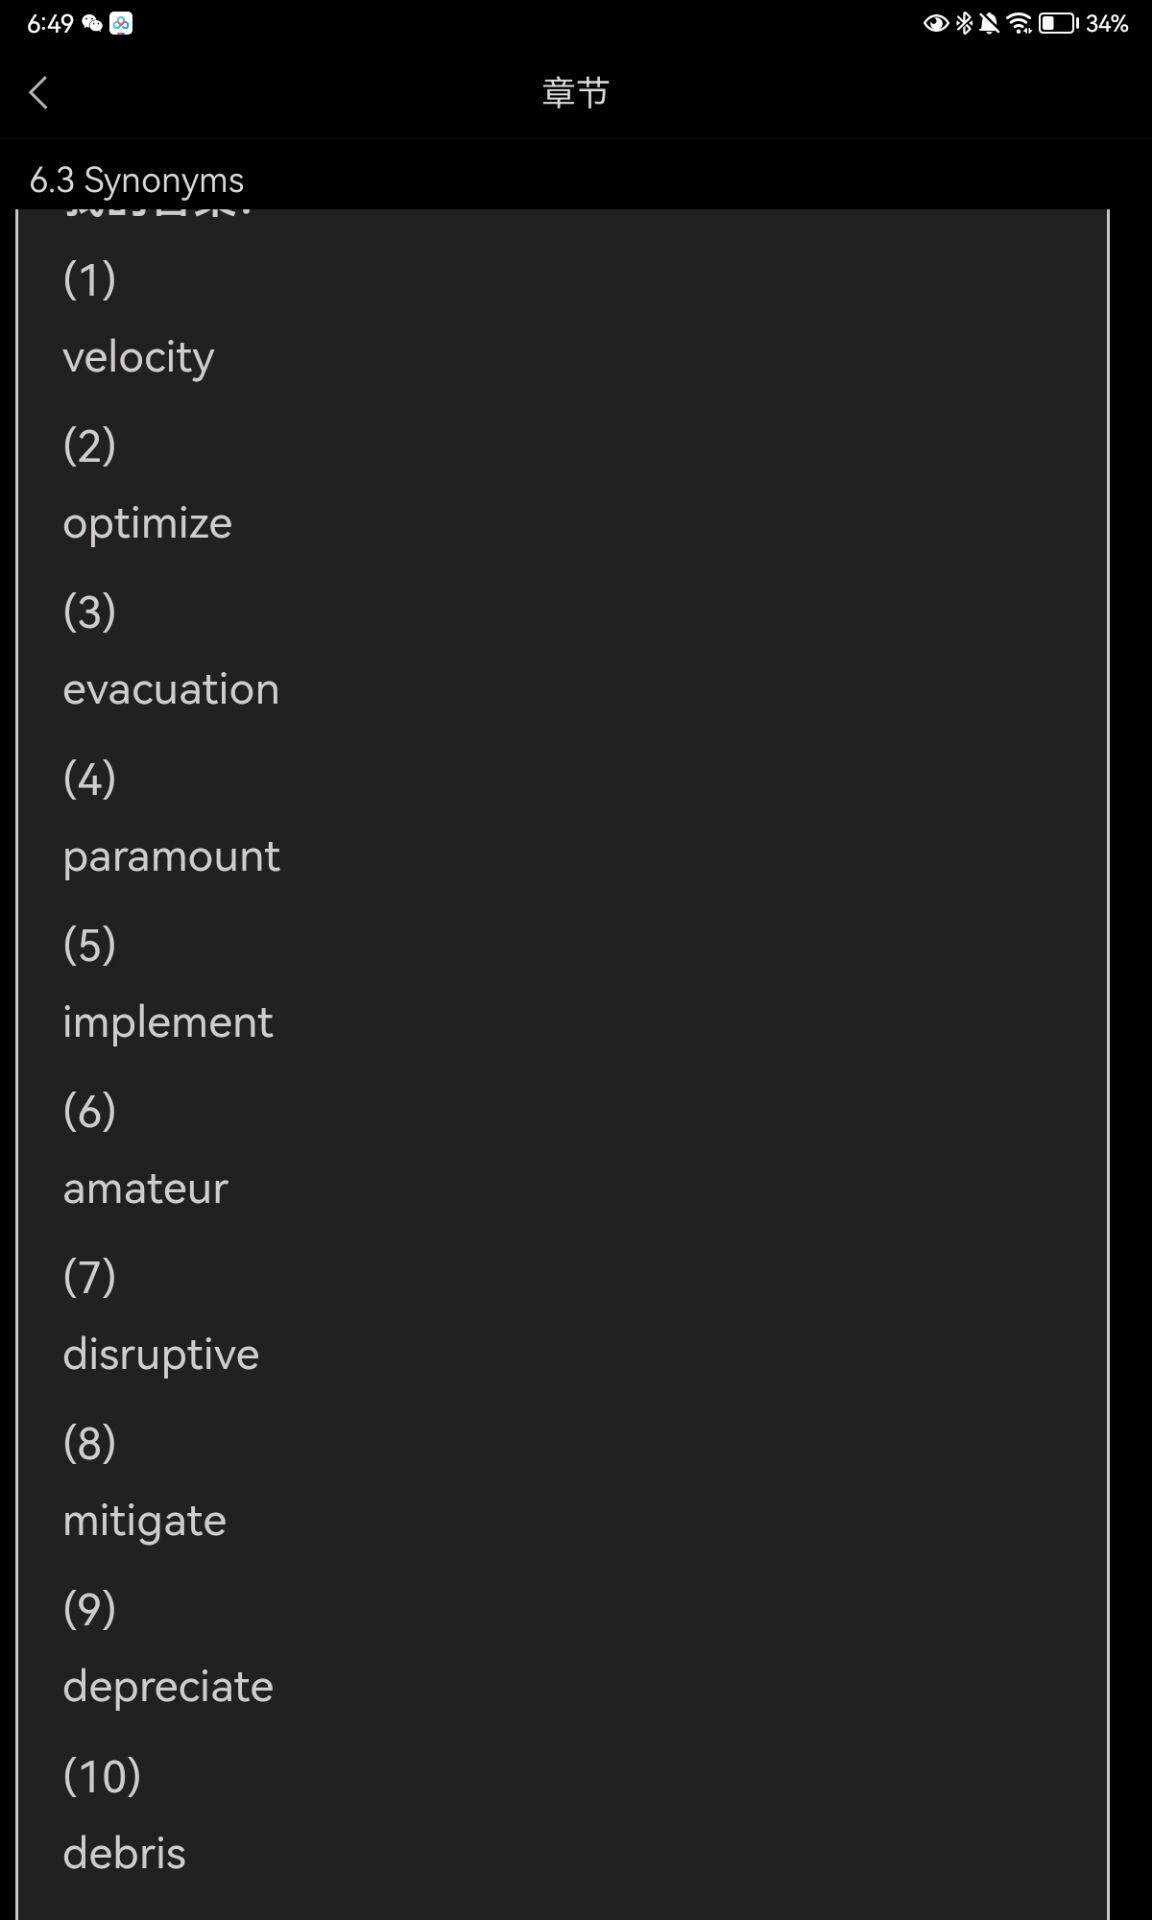 6:49
34%
章节
6.3 Synonyms
(1)
velocity
(2)
optimize
(3)
evacuation
(4)
paramount
(5)
implement
(6)
amateur
(7)
disruptive
(8)
mitigate
(9)
depreciate
(10)
debris